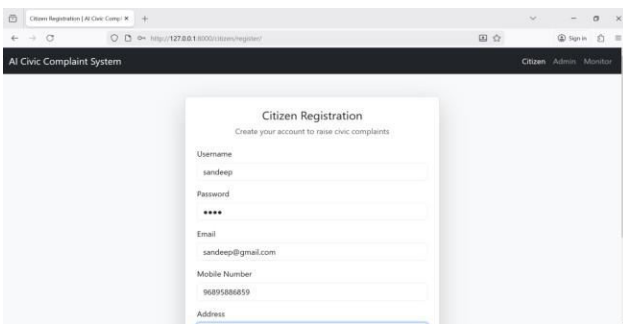 Citizen Registration | AI Civic Compl
http://127.0.0.1:8000/citizen/register/
Sign in
AI Civic Complaint System
Citizen Admin Monitor
Citizen Registration
Create your account to raise civic complaints
Username
sandeep
Password
••••
Email
sandeep@gmail.com
Mobile Number
96895886859
Address